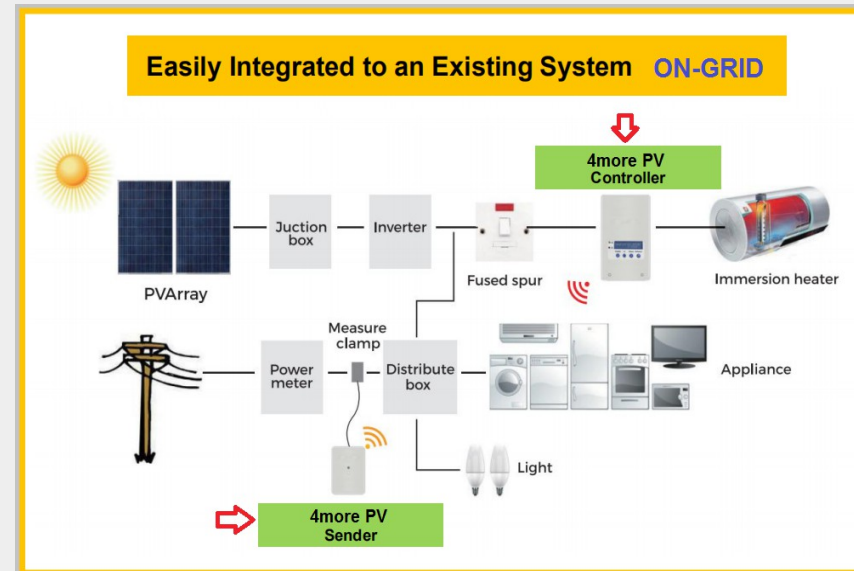 Easily Integrated to an Existing System ON-GRID
4more PV
Controller
Juction
box
Inverter
Fused spur
Immersion heater
PVArray
Measure
clamp
Power
meter
Distribute
box
Appliance
Light
4more PV
Sender